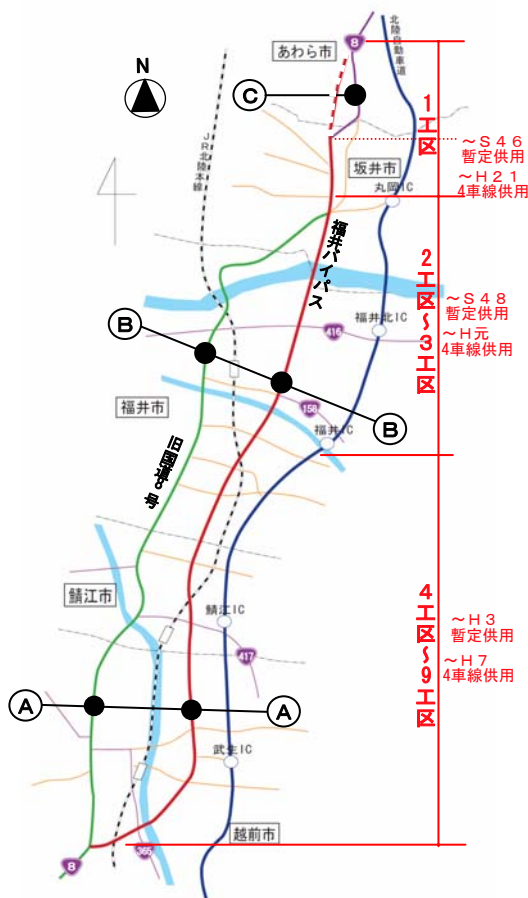 8
あわら市
北陸自動車道
N
C
1工区
JR北陸本線
~S46
暫定供用
坂井市
~H21
4車線供用
丸岡IC
福井バイパス
2工区~3工区
~S48
暫定供用
416
福井北IC
~H元
4車線供用
B
158
B
福井市
福井IC
旧国道8号
鯖江市
鯖江IC
4工区~9工区
~H3
暫定供用
417
~H7
4車線供用
A
A
武生IC
越前市
365
8